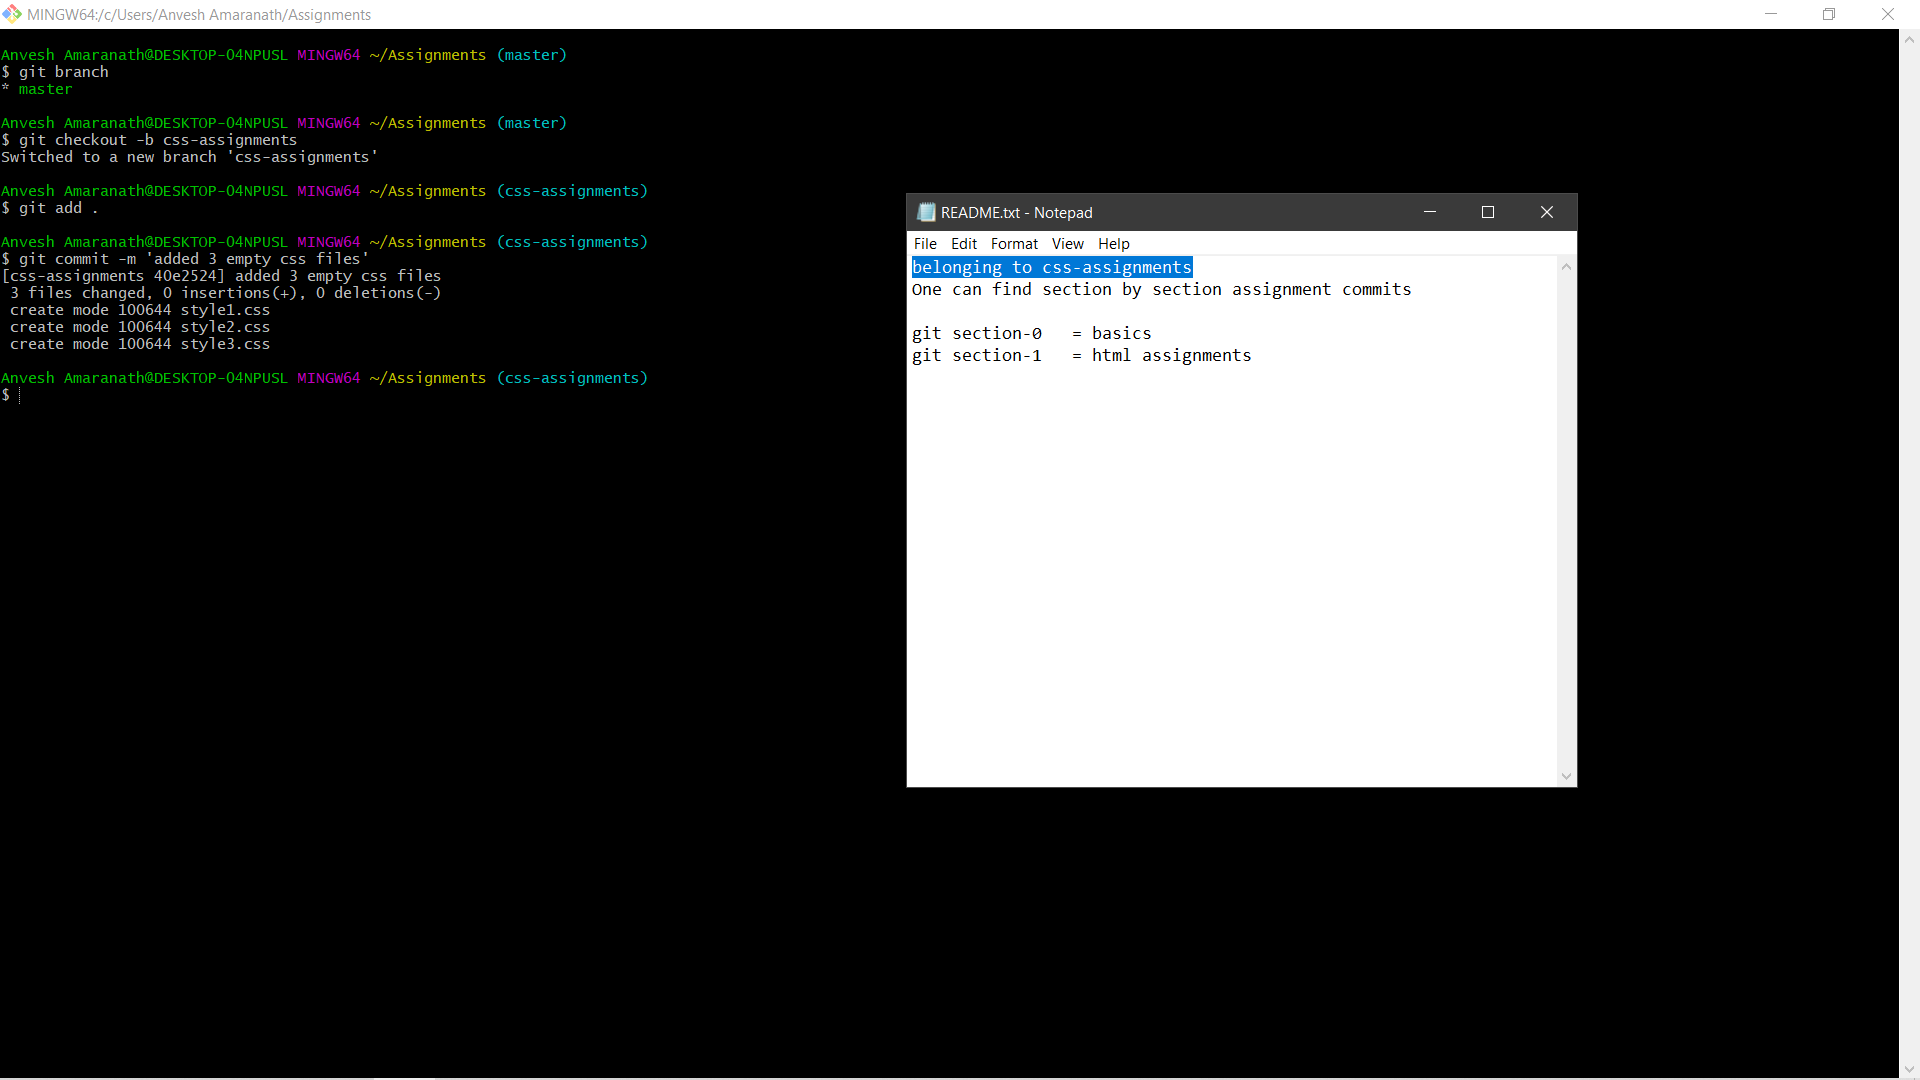 MINGW64:/c/Users/Anvesh Amaranath/Assignments
Anvesh Amaranath@DESKTOP-04NPUSL MINGW64 ~/Assignments (master)
$ git branch
* master
Anvesh Amaranath@DESKTOP-04NPUSL MINGW64 ~/Assignments (master)
$ git checkout -b css-assignments
Switched to a new branch 'css-assignments'
Anvesh Amaranath@DESKTOP-04NPUSL MINGW64 ~/Assignments (css-assignments)
$ git add .
Anvesh Amaranath@DESKTOP-04NPUSL MINGW64 ~/Assignments (css-assignments)
$ git commit -m 'added 3 empty css files'
[css-assignments 40e2524] added 3 empty css files
3 files changed, 0 insertions(+), 0 deletions(-)
create mode 100644 style1.css
create mode 100644 style2.css
create mode 100644 style3.css
Anvesh Amaranath@DESKTOP-04NPUSL MINGW64 ~/Assignments (css-assignments)
$
README.txt - Notepad
File Edit Format View Help
belonging to css-assignments
One can find section by section assignment commits
git section-0 = basics
git section-1 = html assignments